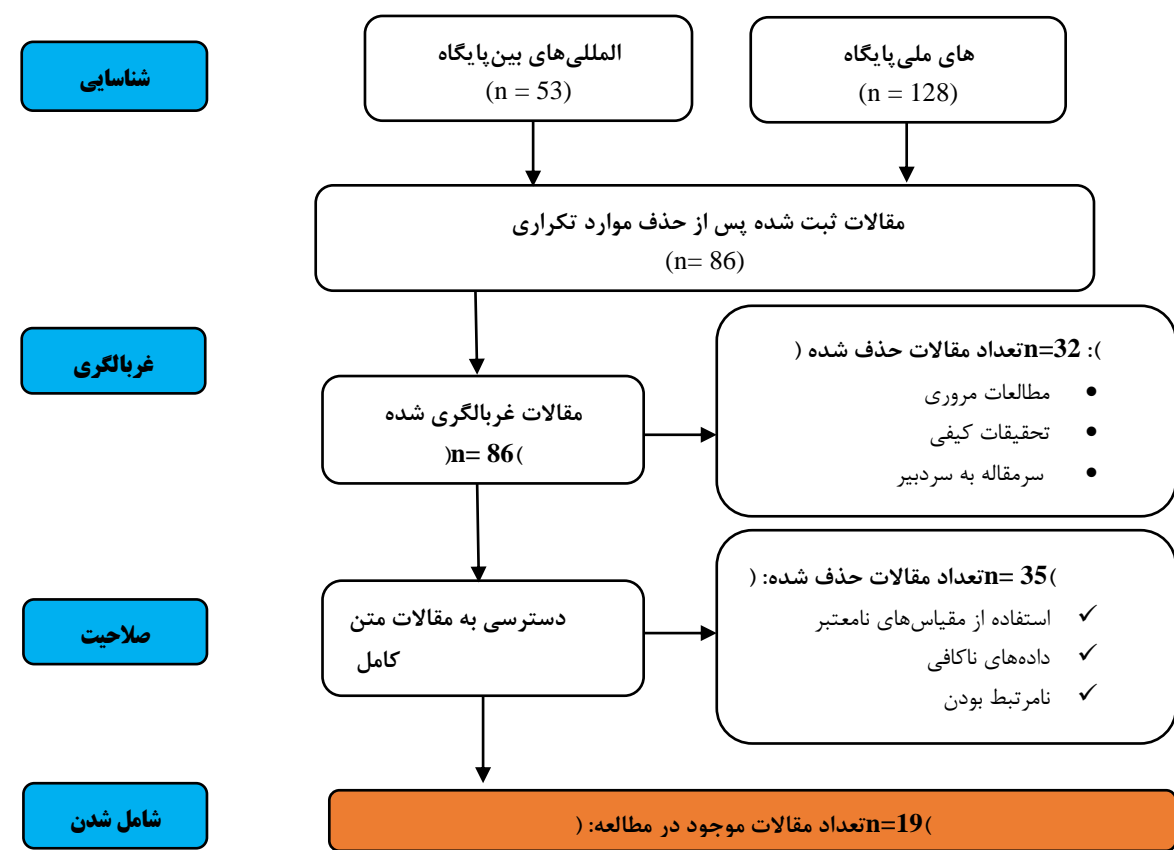 شناسایی
های ملی‌پایگاه
(n = 128)
المللی‌های بین‌پایگاه
(n = 53)
مقالات ثبت شده پس از حذف موارد تکراری
(n= 86)
غربالگری
مقالات غربالگری شده
)n= 86(
): n=32تعداد مقالات حذف شده (
• مطالعات مروری
• تحقیقات کیفی
• سرمقاله به سردبیر
صلاحیت
دسترسی به مقالات متن
کامل
)n= 35تعداد مقالات حذف شده: (
✓ استفاده از مقیاس‌های نامعتبر
✓ داده‌های ناکافی
✓ نامرتبط بودن
شامل شدن
)n=19تعداد مقالات موجود در مطالعه: (